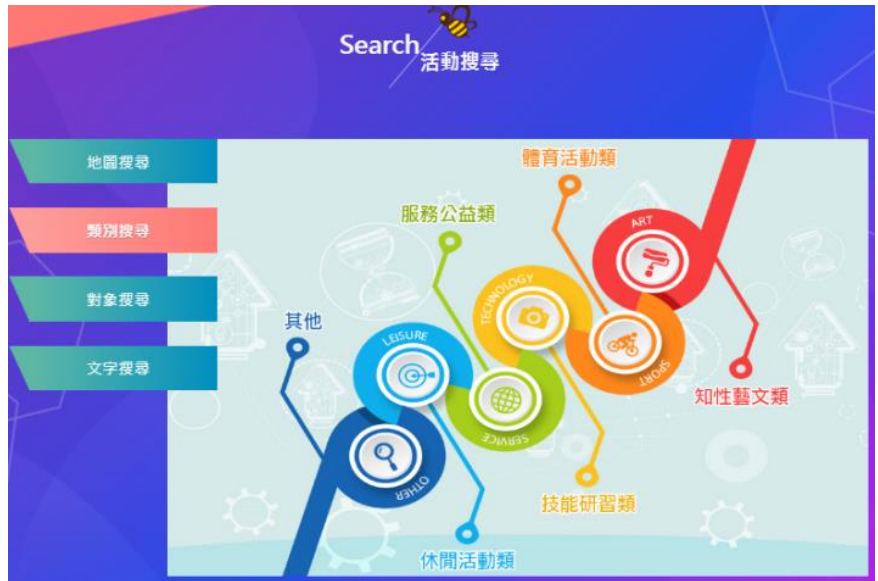 Search
活動搜尋
地圖搜尋
類別搜尋
對象搜尋
文字搜尋
體育活動類
服務公益類
ART
TECHNOLOGY
其他
LEISURE
SPORT
知性藝文類
SERVICE
OTHER
技能研習類
休閒活動類